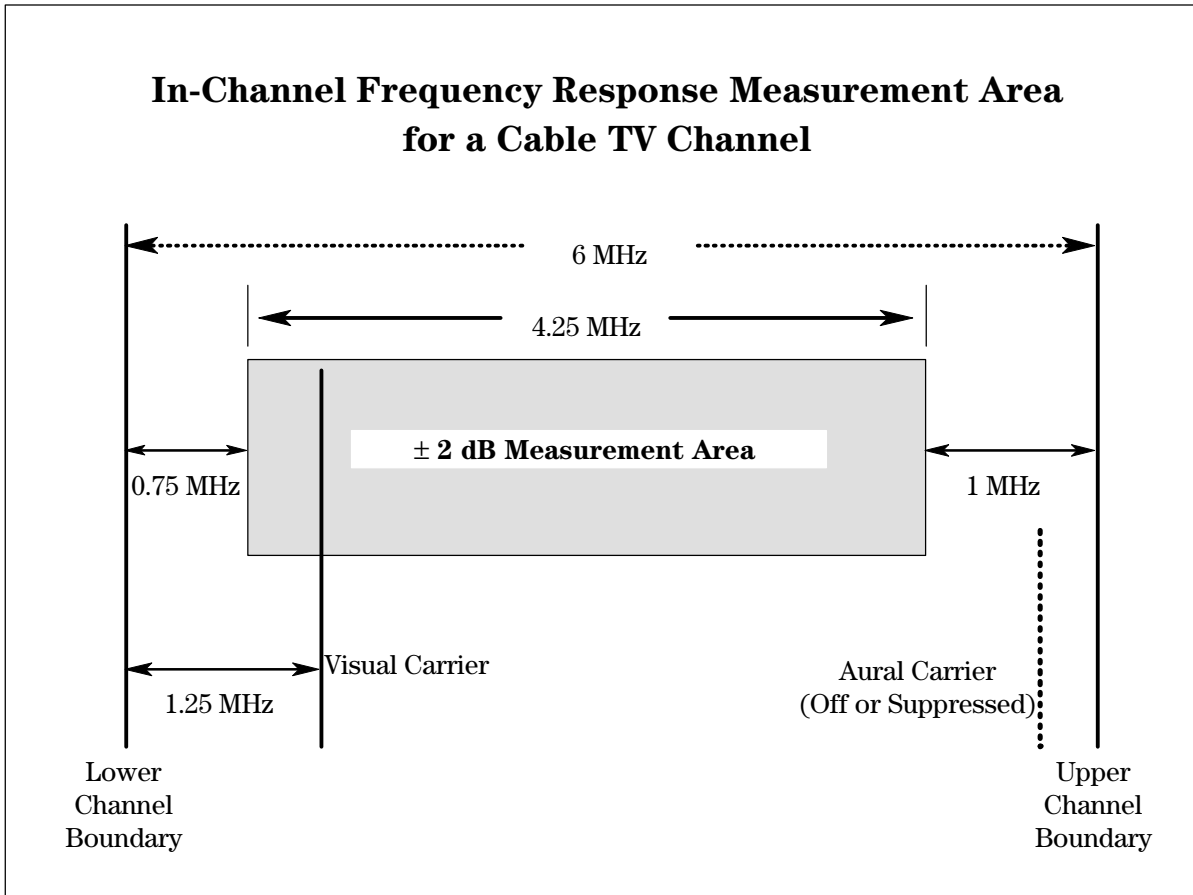 In-Channel Frequency Response Measurement Area
for a Cable TV Channel
6 MHz
4.25 MHz
± 2 dB Measurement Area
0.75 MHz
1 MHz
Visual Carrier
1.25 MHz
Aural Carrier
(Off or Suppressed)
Lower
Channel
Boundary
Upper
Channel
Boundary